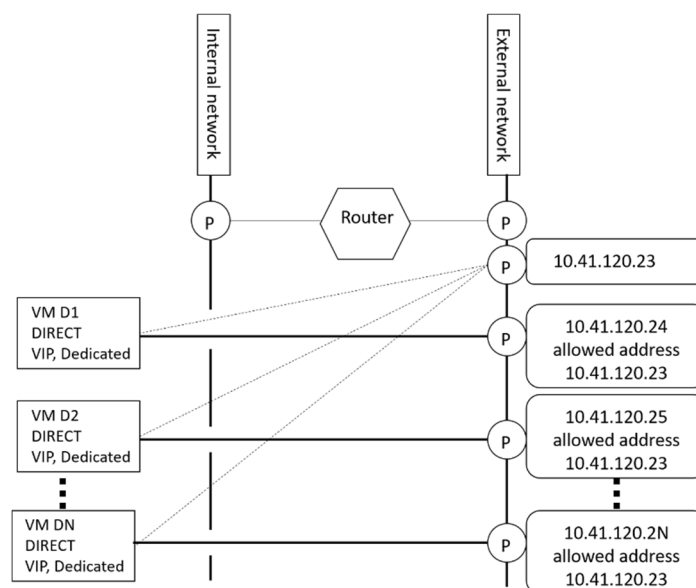 Internal network
External network
P
Router
P
P
10.41.120.23
VM D1
DIRECT
VIP, Dedicated
P
10.41.120.24
allowed address
10.41.120.23
VM D2
DIRECT
VIP, Dedicated
P
10.41.120.25
allowed address
10.41.120.23
VM DN
DIRECT
VIP, Dedicated
P
10.41.120.2N
allowed address
10.41.120.23